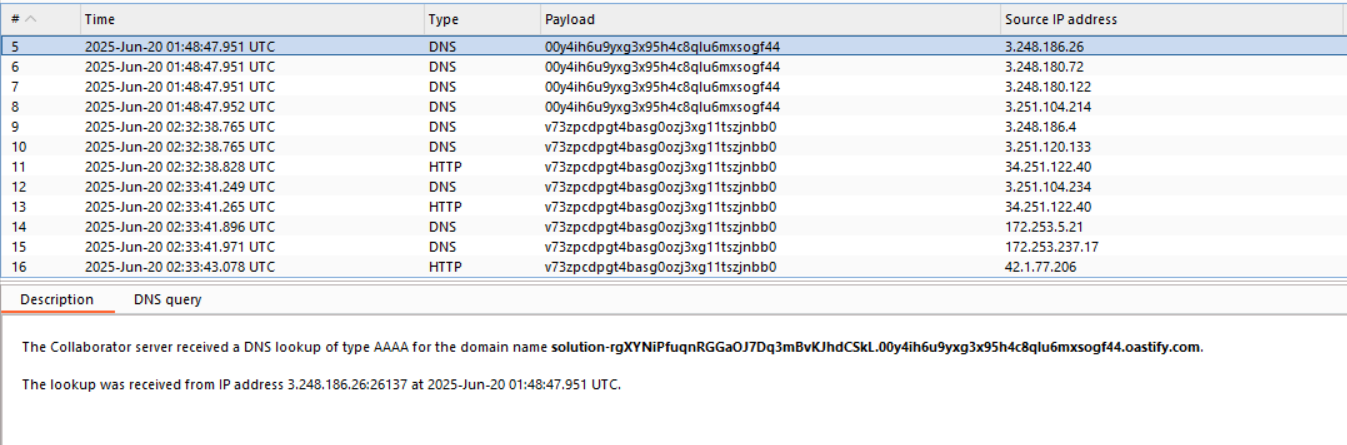 # Time Type Payload Source IP address
5 2025-Jun-20 01:48:47.951 UTC DNS 00y4ih6u9yxg3x95h4c8qlu6mxsogf44 3.248.186.26
6 2025-Jun-20 01:48:47.951 UTC DNS 00y4ih6u9yxg3x95h4c8qlu6mxsogf44 3.248.180.72
7 2025-Jun-20 01:48:47.951 UTC DNS 00y4ih6u9yxg3x95h4c8qlu6mxsogf44 3.248.180.122
8 2025-Jun-20 01:48:47.952 UTC DNS 00y4ih6u9yxg3x95h4c8qlu6mxsogf44 3.251.104.214
9 2025-Jun-20 02:32:38.765 UTC DNS v73zpcdpgt4basg0ozj3xg11tszjnbb0 3.248.186.4
10 2025-Jun-20 02:32:38.765 UTC DNS v73zpcdpgt4basg0ozj3xg11tszjnbb0 3.251.120.133
11 2025-Jun-20 02:32:38.828 UTC HTTP v73zpcdpgt4basg0ozj3xg11tszjnbb0 34.251.122.40
12 2025-Jun-20 02:33:41.249 UTC DNS v73zpcdpgt4basg0ozj3xg11tszjnbb0 3.251.104.234
13 2025-Jun-20 02:33:41.265 UTC HTTP v73zpcdpgt4basg0ozj3xg11tszjnbb0 34.251.122.40
14 2025-Jun-20 02:33:41.896 UTC DNS v73zpcdpgt4basg0ozj3xg11tszjnbb0 172.253.5.21
15 2025-Jun-20 02:33:41.971 UTC DNS v73zpcdpgt4basg0ozj3xg11tszjnbb0 172.253.237.17
16 2025-Jun-20 02:33:43.078 UTC HTTP v73zpcdpgt4basg0ozj3xg11tszjnbb0 42.1.77.206
Description DNS query
The Collaborator server received a DNS lookup of type AAAA for the domain name solution-rgXYNiPfuqnRGGaOJ7Dq3mBvKJhdCSkL.00y4ih6u9yxg3x95h4c8qlu6mxsogf44.oastify.com.
The lookup was received from IP address 3.248.186.26:26137 at 2025-Jun-20 01:48:47.951 UTC.